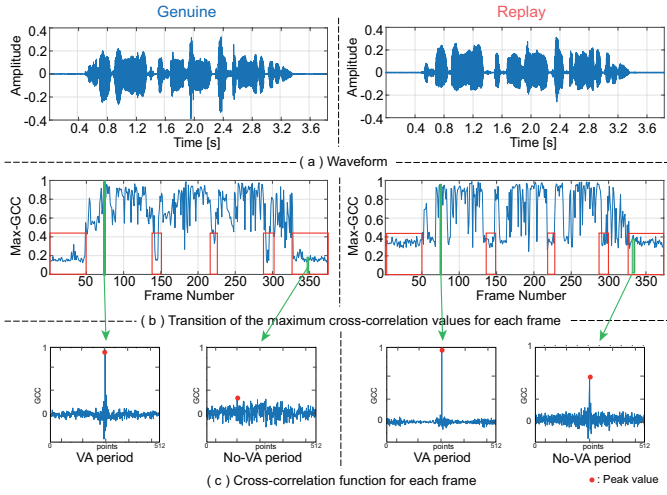 Genuine
Replay
0.4
0.2
0
-0.2
-0.4
Amplitude
0.4 0.8 1.2 1.6 2.0 2.4 2.8 3.2 3.6
Time [s]
0.4
0.2
0
-0.2
-0.4
Amplitude
0.4 0.8 1.2 1.6 2.0 2.4 2.8 3.2 3.6
Time [s]
( a ) Waveform
1
0.8
0.6
0.4
0.2
0
Max-GCC
50 100 150 200 250 300 350
Frame Number
1
0.8
0.6
0.4
0.2
0
Max-GCC
50 100 150 200 250 300 350
Frame Number
( b ) Transition of the maximum cross-correlation values for each frame
1
0
GCC
0 points 512
VA period
1
0
GCC
0 points 512
No-VA period
1
0
GCC
0 points 512
VA period
1
0
GCC
0 points 512
No-VA period
: Peak value
( c ) Cross-correlation function for each frame